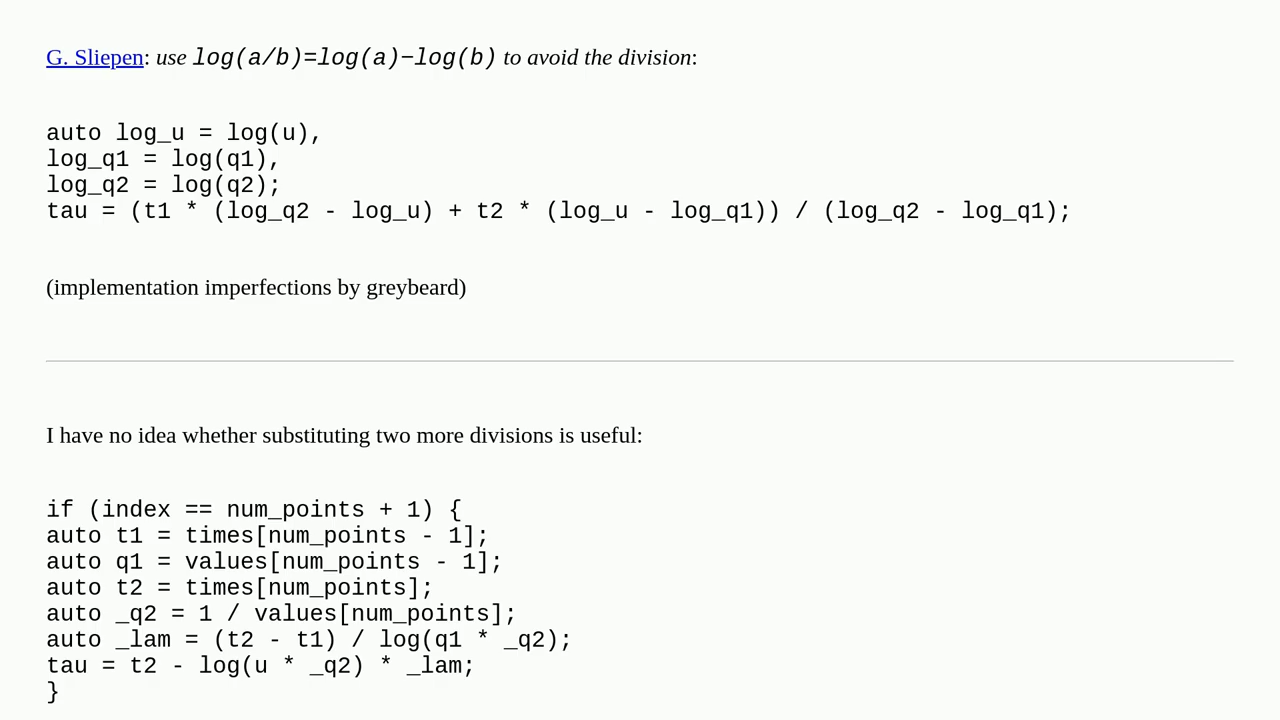 G. Sliepen: use log(a/b)=log(a)−log(b) to avoid the division:
auto log_u = log(u),
log_q1 = log(q1),
log_q2 = log(q2);
tau = (t1 * (log_q2 - log_u) + t2 * (log_u - log_q1)) / (log_q2 - log_q1);
(implementation imperfections by greybeard)
I have no idea whether substituting two more divisions is useful:
if (index == num_points + 1) {
auto t1 = times[num_points - 1];
auto q1 = values[num_points - 1];
auto t2 = times[num_points];
auto _q2 = 1 / values[num_points];
auto _lam = (t2 - t1) / log(q1 * _q2);
tau = t2 - log(u * _q2) * _lam;
}